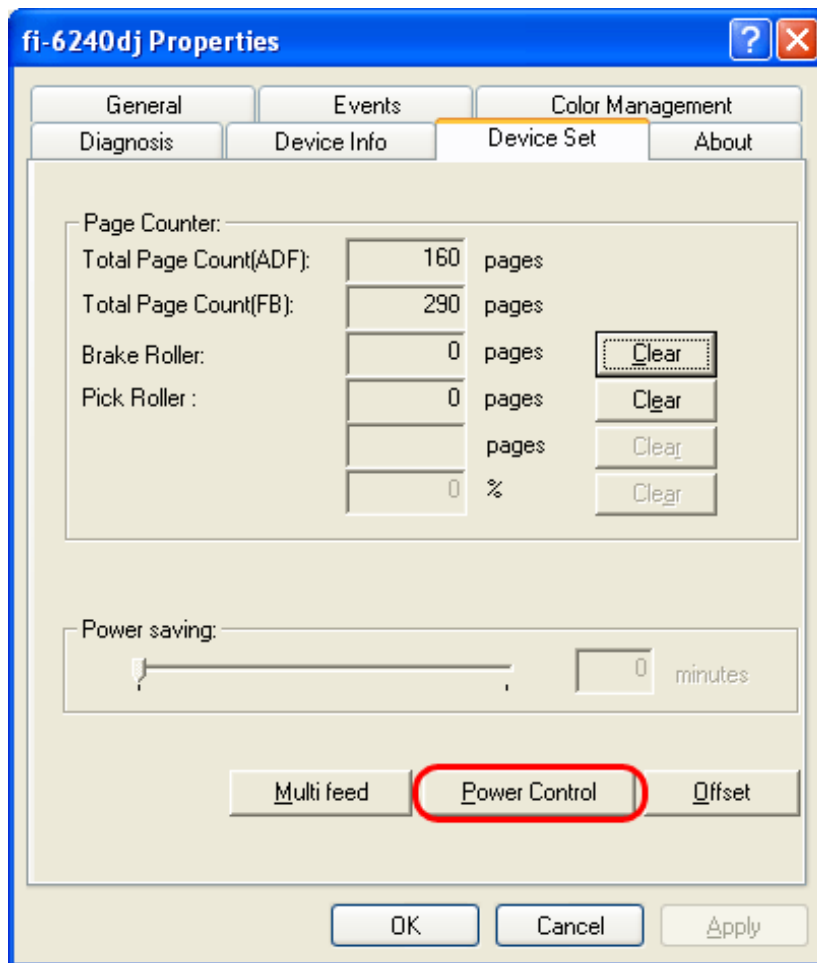 fi-6240dj Properties
General Events Color Management
Diagnosis Device Info Device Set About
Page Counter:
Total Page Count(ADF): 160 pages
Total Page Count(FB): 290 pages
Brake Roller: 0 pages Clear
Pick Roller : 0 pages Clear
pages Clear
0 % Clear
Power saving:
0 minutes
Multi feed Power Control Offset
OK Cancel Apply